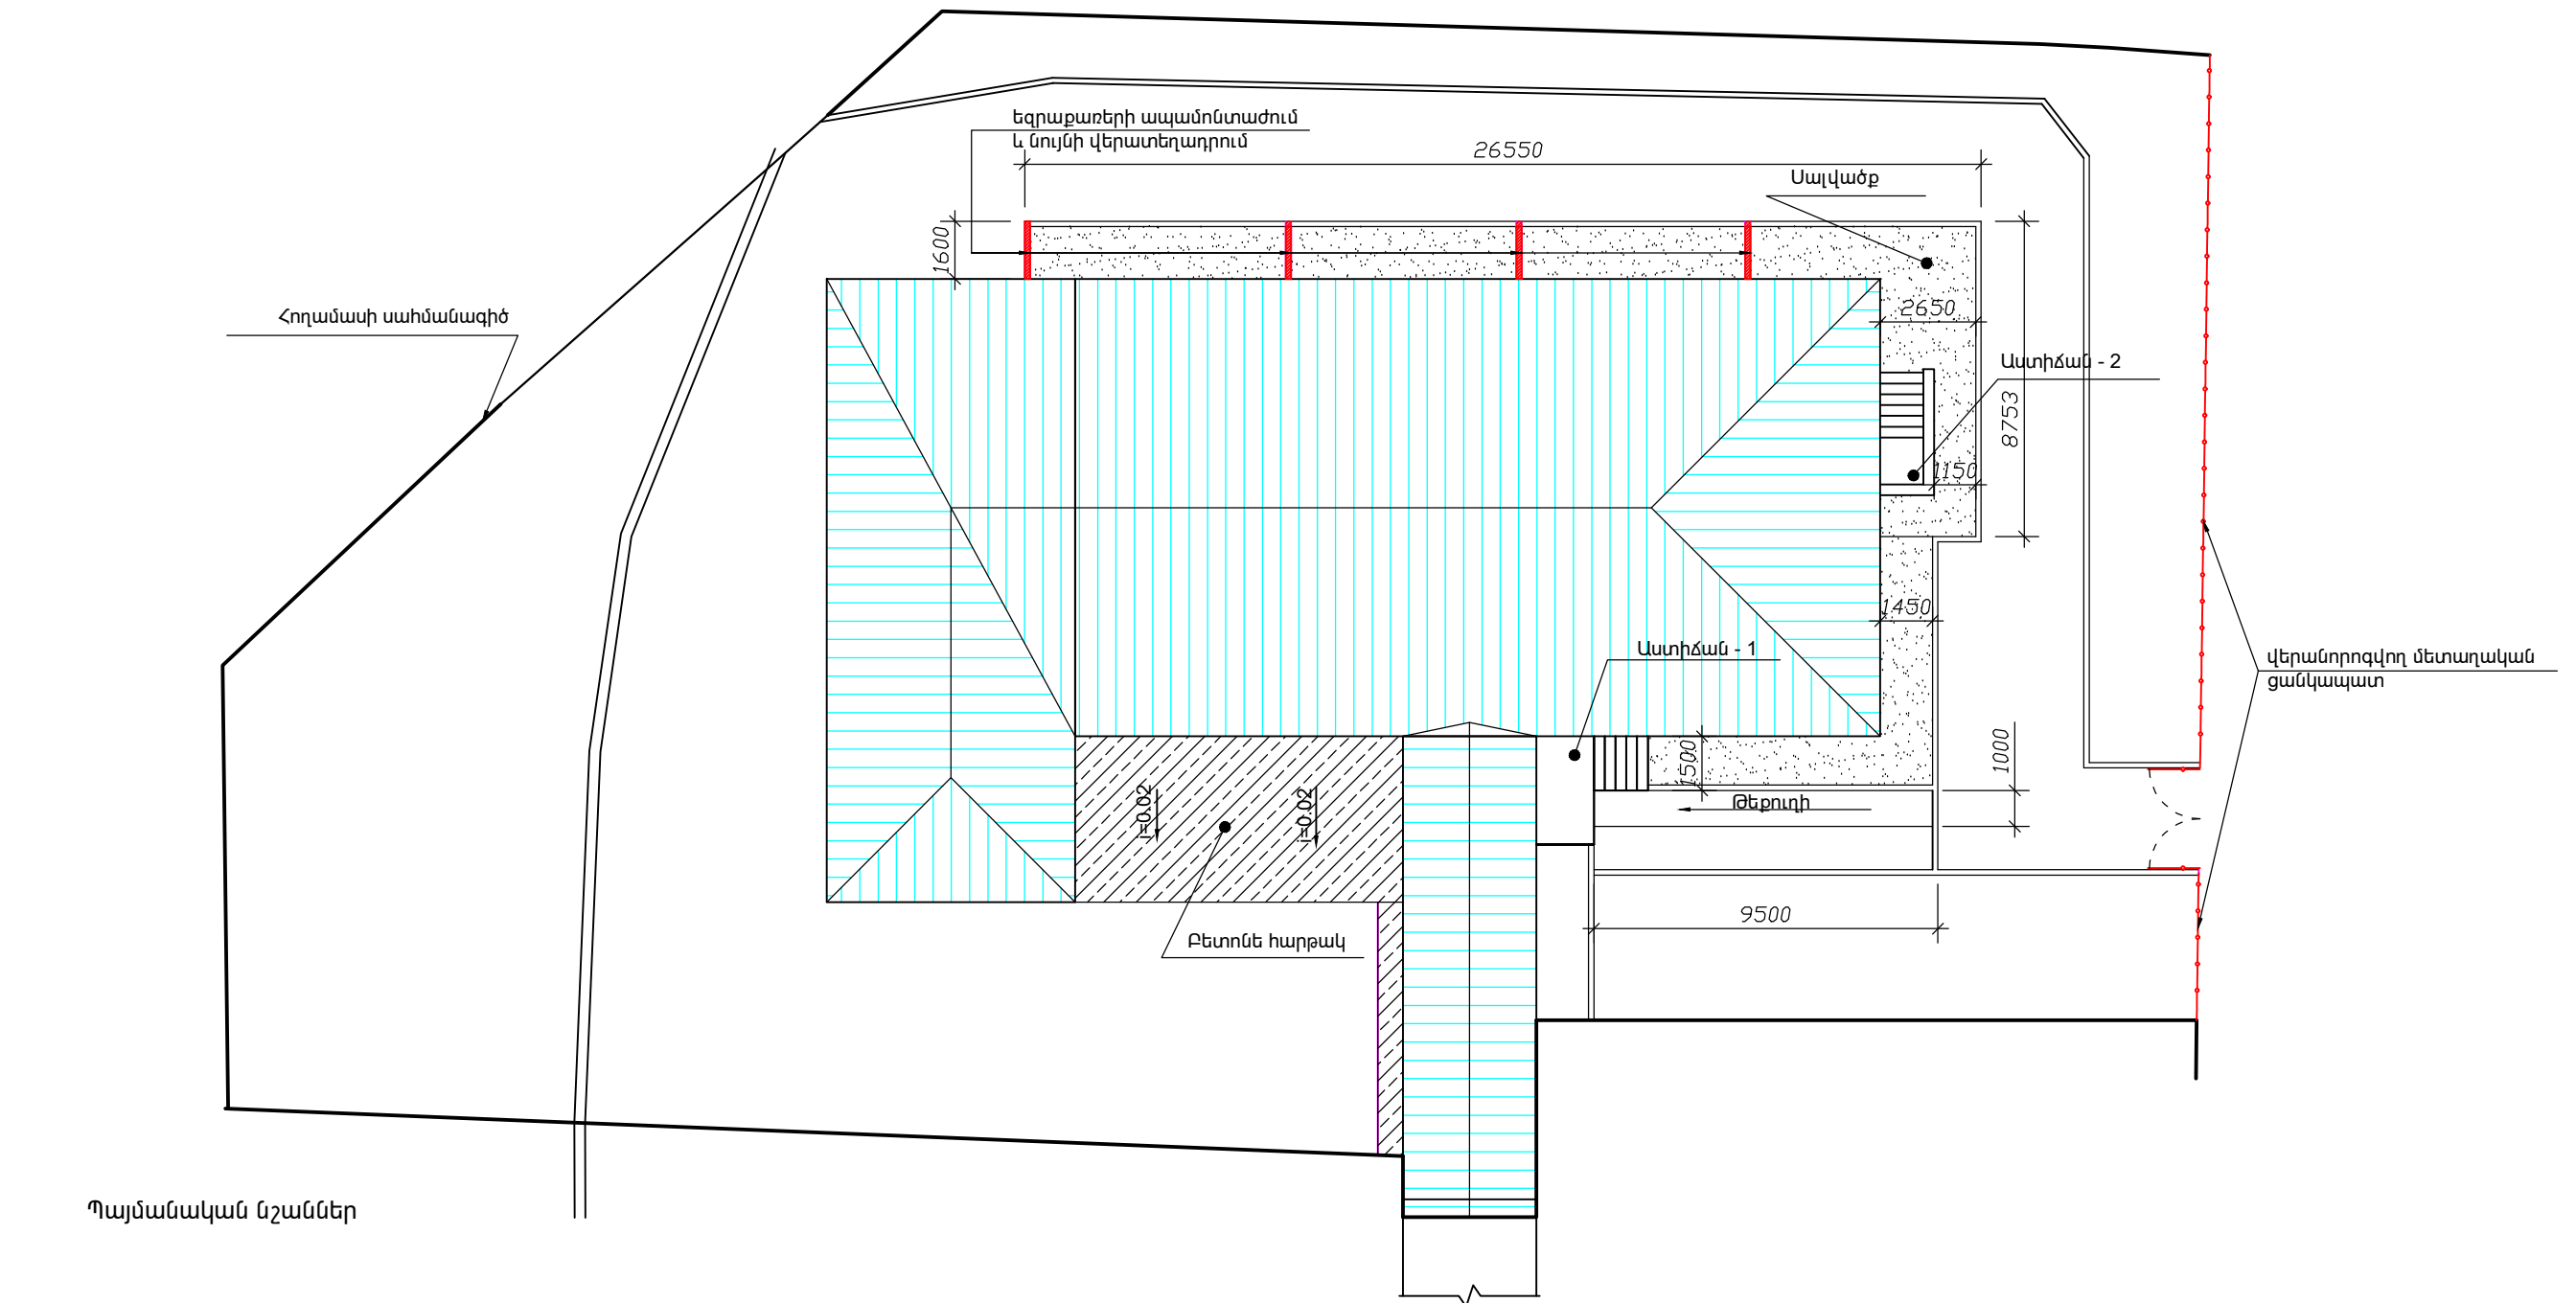 եզրաքառերի ապամոնտաժում
և նույնի վերատեղադրում
26550
Սալվածք
1600
Հողամասի սահմանագիծ
2650
Աստիճան - 2
8753
1150
1450
Աստիճան - 1
վերանորոգվող մետաղական
ցանկապատ
1500
1000
i=0.02
i=0.02
Թեքուղի
9500
Բետոնե հարթակ
Պայմանական նշաններ